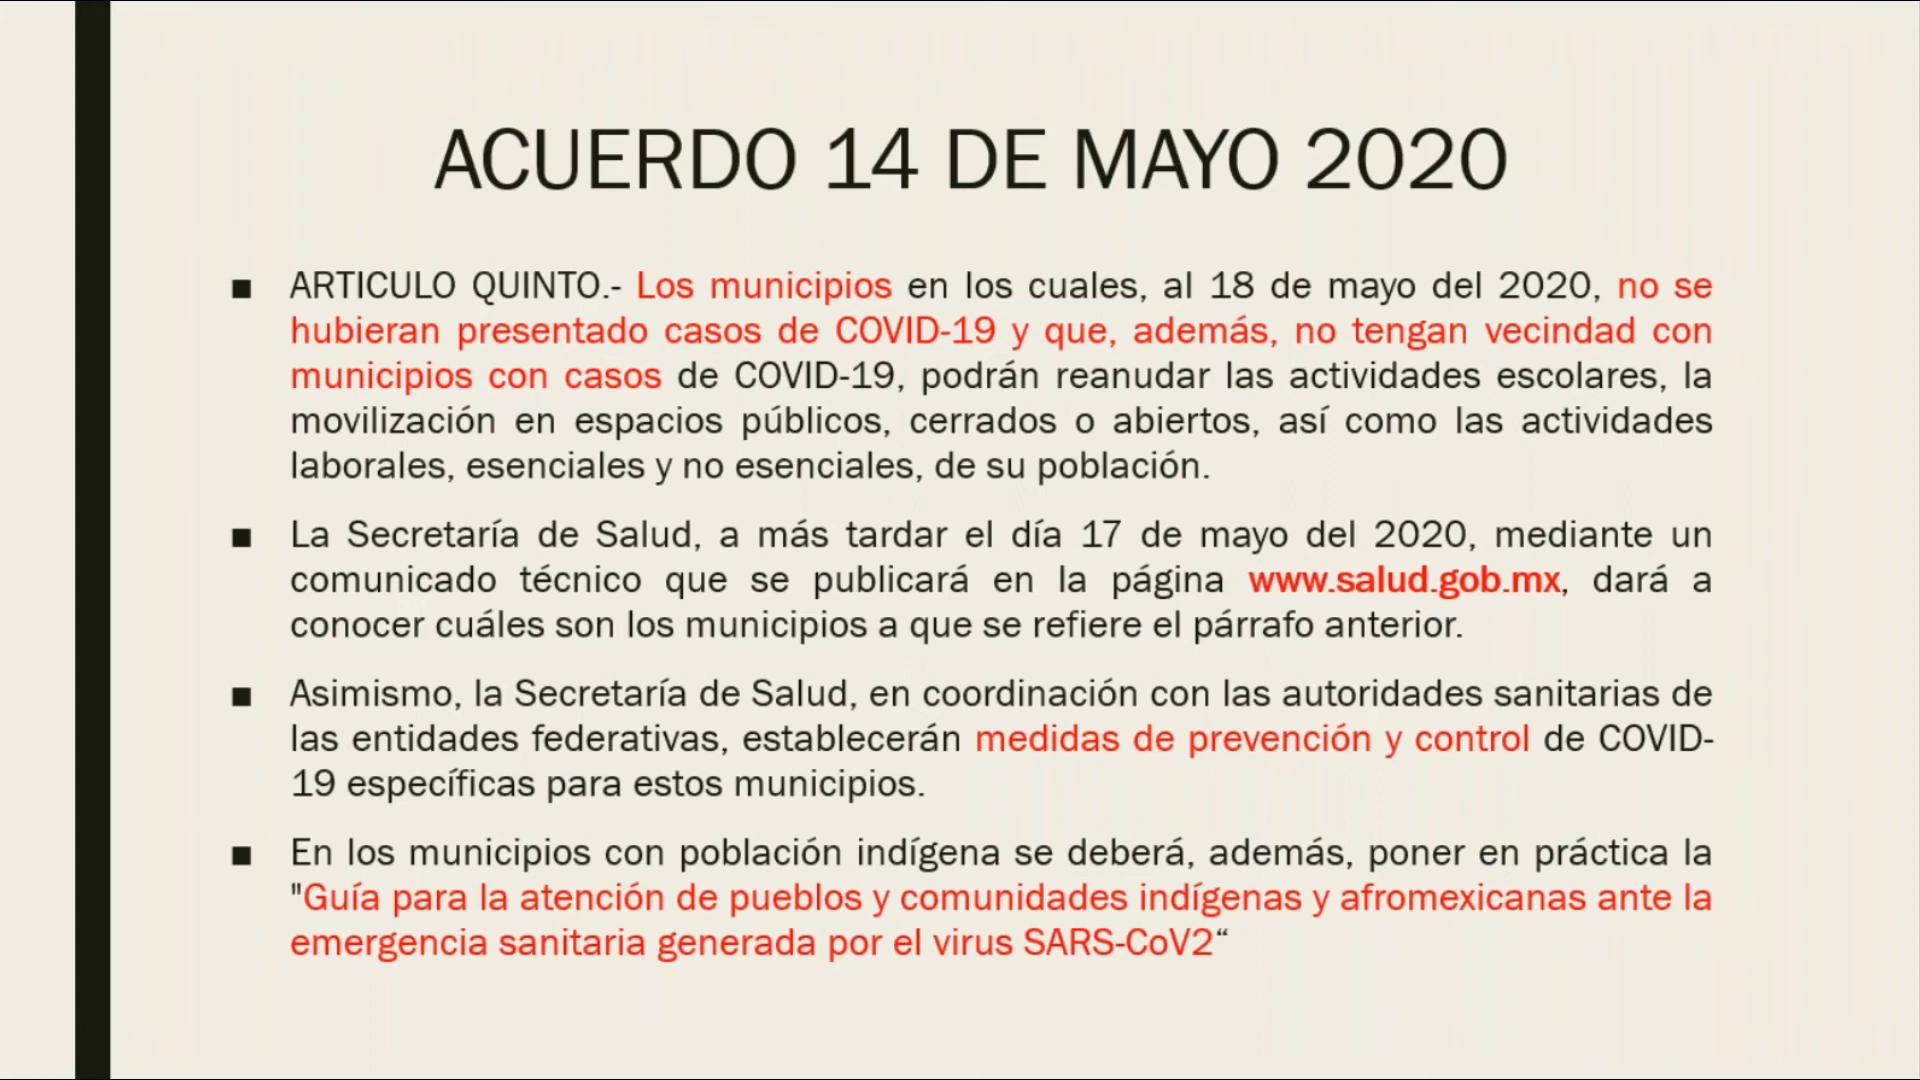 ACUERDO 14 DE MAYO 2020
■ ARTICULO QUINTO.- Los municipios en los cuales, al 18 de mayo del 2020, no se
hubieran presentado casos de COVID-19 y que, además, no tengan vecindad con
municipios con casos de COVID-19, podrán reanudar las actividades escolares, la
movilización en espacios públicos, cerrados o abiertos, así como las actividades
laborales, esenciales y no esenciales, de su población.
■ La Secretaría de Salud, a más tardar el día 17 de mayo del 2020, mediante un
comunicado técnico que se publicará en la página www.salud.gob.mx, dará a
conocer cuáles son los municipios a que se refiere el párrafo anterior.
■ Asimismo, la Secretaría de Salud, en coordinación con las autoridades sanitarias de
las entidades federativas, establecerán medidas de prevención y control de COVID-
19 específicas para estos municipios.
■ En los municipios con población indígena se deberá, además, poner en práctica la
"Guía para la atención de pueblos y comunidades indígenas y afromexicanas ante la
emergencia sanitaria generada por el virus SARS-CoV2“